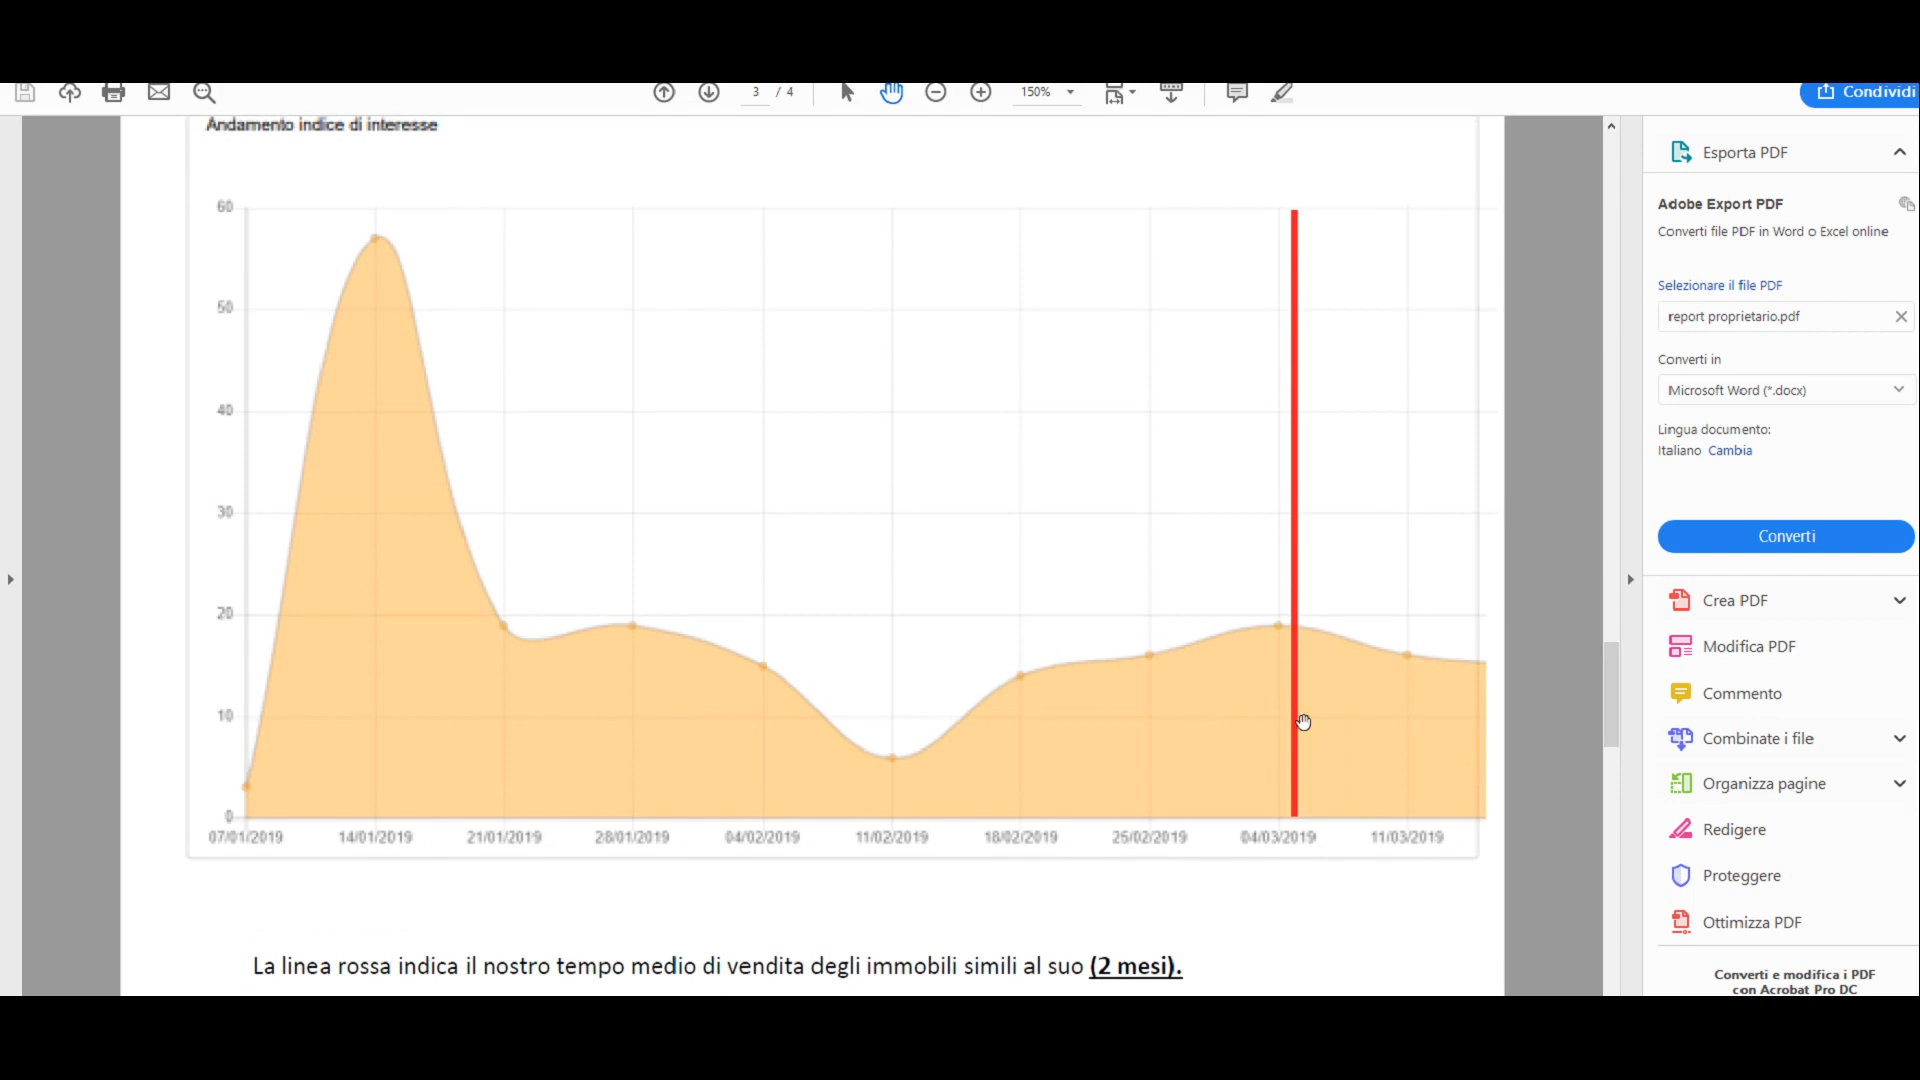 3 / 4
150%
Condividi
Andamento indice di interesse
60
50
40
30
20
10
0
07/01/2019 14/01/2019 21/01/2019 28/01/2019 04/02/2019 11/02/2019 18/02/2019 25/02/2019 04/03/2019 11/03/2019
La linea rossa indica il nostro tempo medio di vendita degli immobili simili al suo (2 mesi).
Esporta PDF
Adobe Export PDF
Converti file PDF in Word o Excel online
Selezionare il file PDF
report proprietario.pdf
Converti in
Microsoft Word (*.docx)
Lingua documento:
Italiano Cambia
Converti
Crea PDF
Modifica PDF
Commento
Combinate i file
Organizza pagine
Redigere
Proteggere
Ottimizza PDF
Converti e modifica i PDF
con Acrobat Pro DC